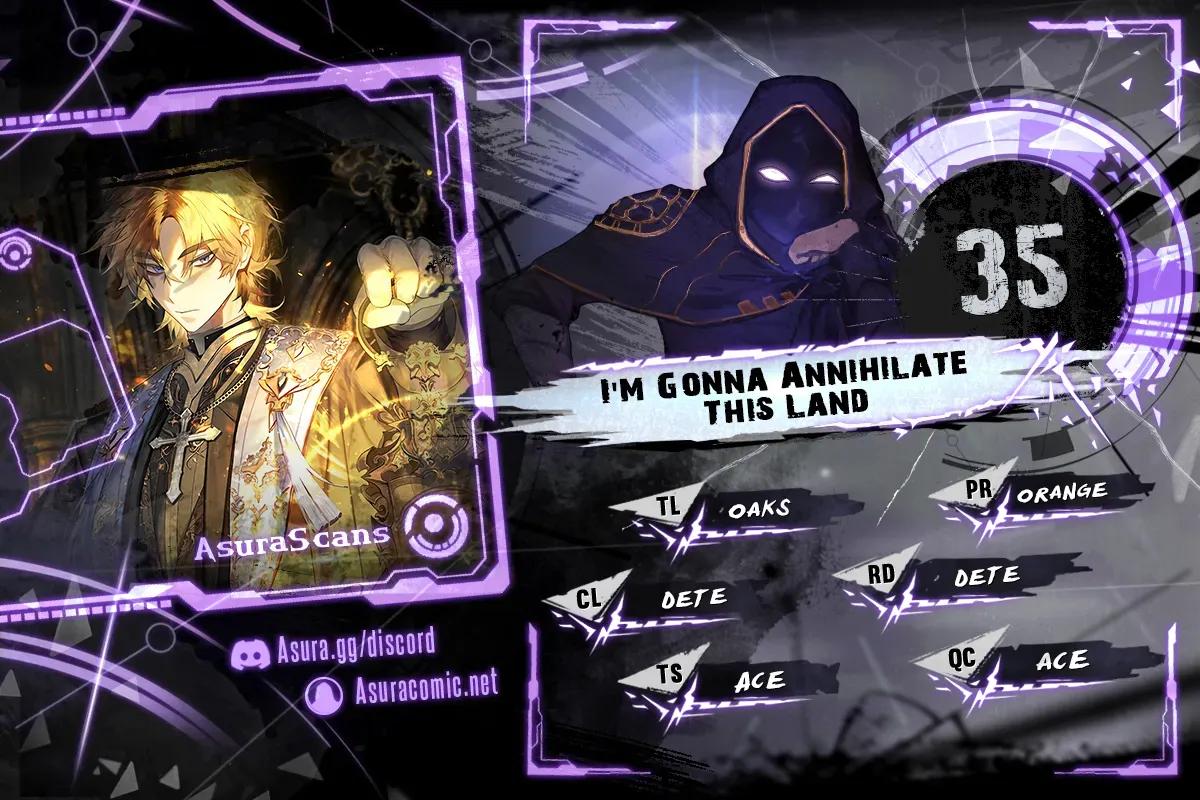 35
I'M GONNA ANNIHILATE
THIS LAND
TL OAKS
PR ORANGE
CL DETE
RD DETE
TS ACE
QC ACE
AsuraScans
Asura.gg/discord
Asuracomic.net